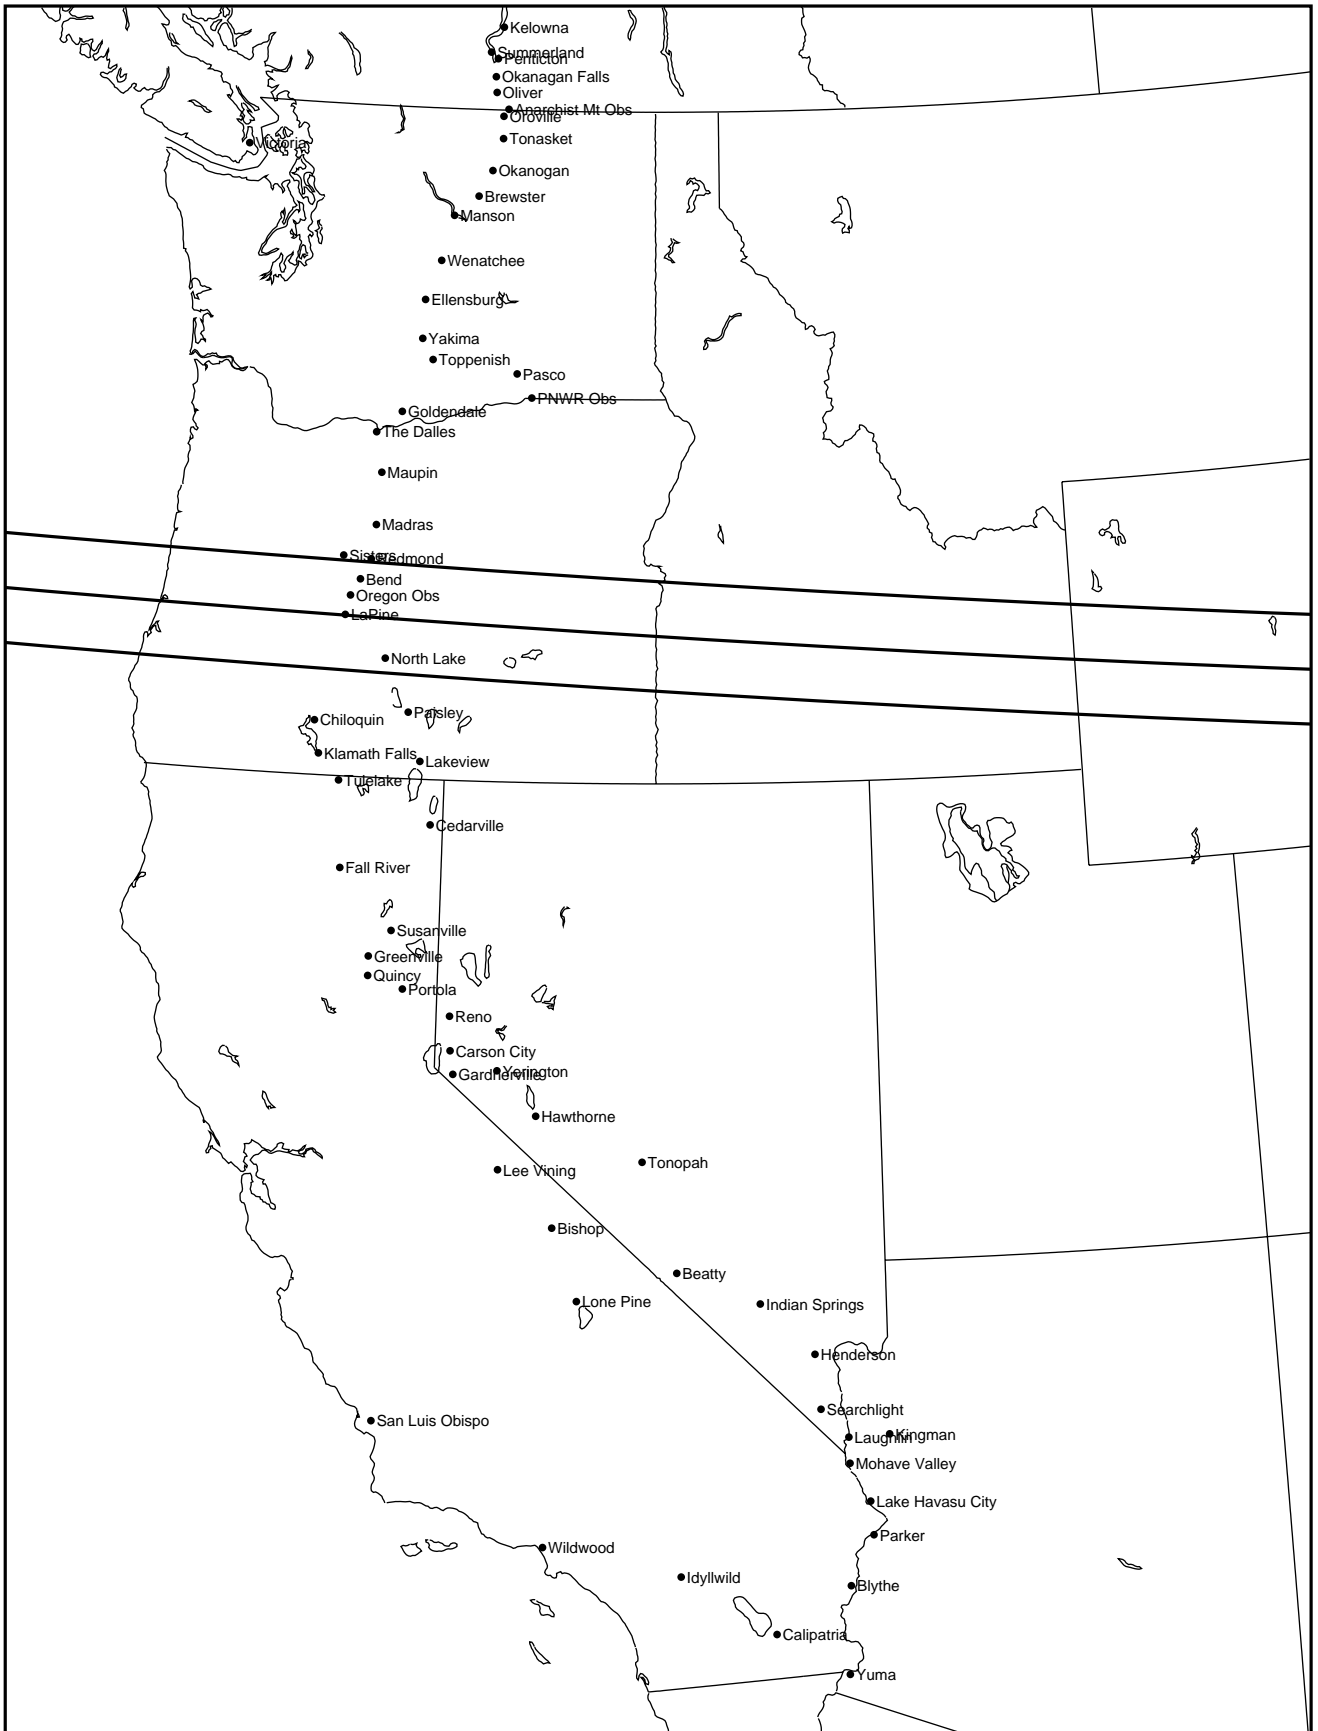 Kelowna
Summerland
Penticton
Okanagan Falls
Oliver
Anarchist Mt Obs
Oroville
Tonasket
Victoria
Okanogan
Brewster
Manson
Wenatchee
Ellensburg
Yakima
Toppenish
Pasco
PNWR Obs
Goldendale
The Dalles
Maupin
Madras
Sisters
Redmond
Bend
Oregon Obs
LaPine
North Lake
Paisley
Chiloquin
Klamath Falls
Lakeview
Tulelake
Cedarville
Fall River
Susanville
Greenville
Quincy
Portola
Reno
Carson City
Yerington
Gardnerville
Hawthorne
Tonopah
Lee Vining
Bishop
Beatty
Lone Pine
Indian Springs
Henderson
Searchlight
San Luis Obispo
Kingman
Laughlin
Mohave Valley
Lake Havasu City
Parker
Wildwood
Idyllwild
Blythe
Calipatria
Yuma